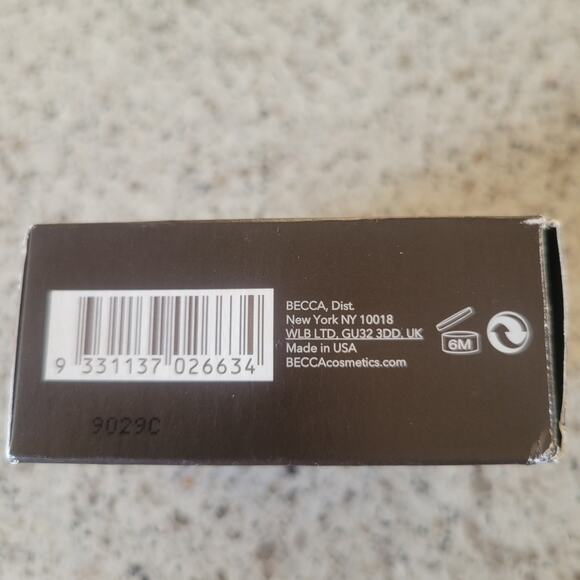 9 331137 026634
9029C
BECCA, Dist.
New York NY 10018
WLB LTD, GU32 3DD, UK
Made in USA
BECCAcosmetics.com
6M